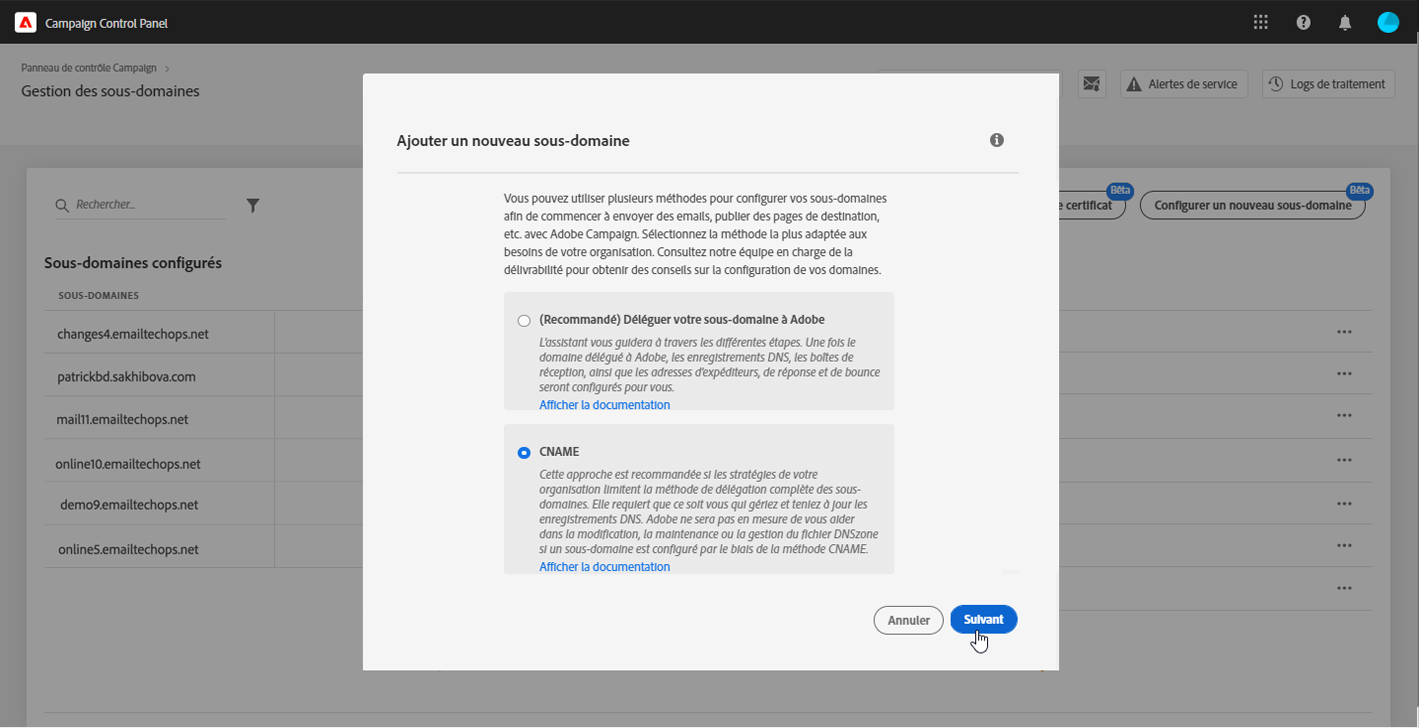 Campaign Control Panel
Panneau de contrôle Campaign
Gestion des sous-domaines
Alertes de service
Logs de traitement
Rechercher...
e certificat
Bêta
Configurer un nouveau sous-domaine
Bêta
Sous-domaines configurés
SOUS-DOMAINES
changes4.emailtechops.net
patrickbd.sakhibova.com
mail11.emailtechops.net
online10.emailtechops.net
demo9.emailtechops.net
online5.emailtechops.net
Ajouter un nouveau sous-domaine
Vous pouvez utiliser plusieurs méthodes pour configurer vos sous-domaines
afin de commencer à envoyer des emails, publier des pages de destination,
etc. avec Adobe Campaign. Sélectionnez la méthode la plus adaptée aux
besoins de votre organisation. Consultez notre équipe en charge de la
délivrabilité pour obtenir des conseils sur la configuration de vos domaines.
(Recommandé) Déléguer votre sous-domaine à Adobe
L'assistant vous guidera à travers les différentes étapes. Une fois le
domaine délégué à Adobe, les enregistrements DNS, les boîtes de
réception, ainsi que les adresses d'expéditeurs, de réponse et de bounce
seront configurés pour vous.
Afficher la documentation
CNAME
Cette approche est recommandée si les stratégies de votre
organisation limitent la méthode de délégation complète des sous-
domaines. Elle requiert que ce soit vous qui gériez et teniez à jour les
enregistrements DNS. Adobe ne sera pas en mesure de vous aider
dans la modification, la maintenance ou la gestion du fichier DNSzone
si un sous-domaine est configuré par le biais de la méthode CNAME.
Afficher la documentation
Annuler
Suivant